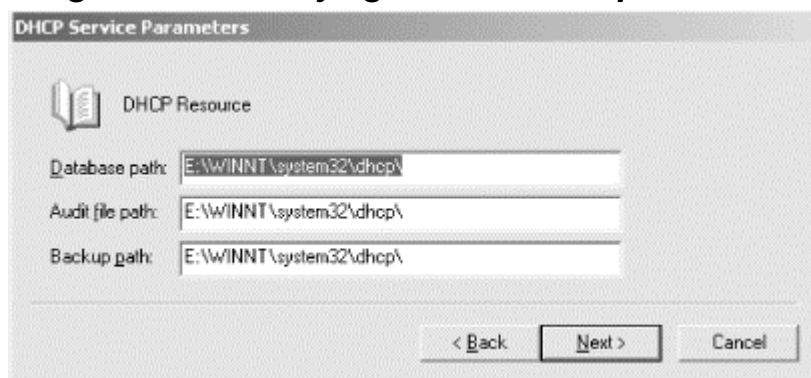 DHCP Service Parameters
DHCP Resource
Database path: E:\WINNT\system32\dhcp\
Audit file path: E:\WINNT\system32\dhcp\
Backup path: E:\WINNT\system32\dhcp\
< Back Next > Cancel